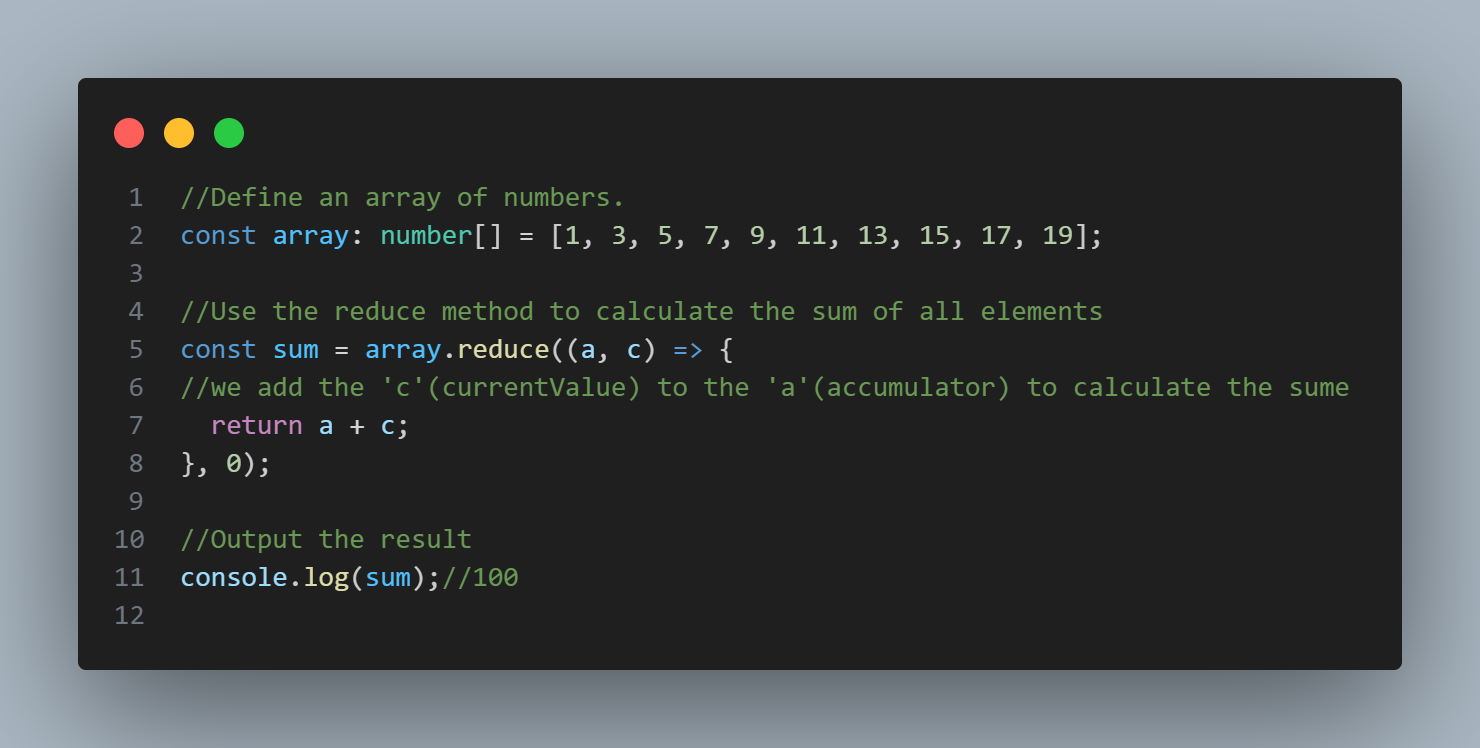 1 //Define an array of numbers.
2 const array: number[] = [1, 3, 5, 7, 9, 11, 13, 15, 17, 19];
3
4 //Use the reduce method to calculate the sum of all elements
5 const sum = array.reduce((a, c) => {
6 //we add the 'c'(currentValue) to the 'a'(accumulator) to calculate the sume
7   return a + c;
8 }, 0);
9
10 //Output the result
11 console.log(sum);//100
12